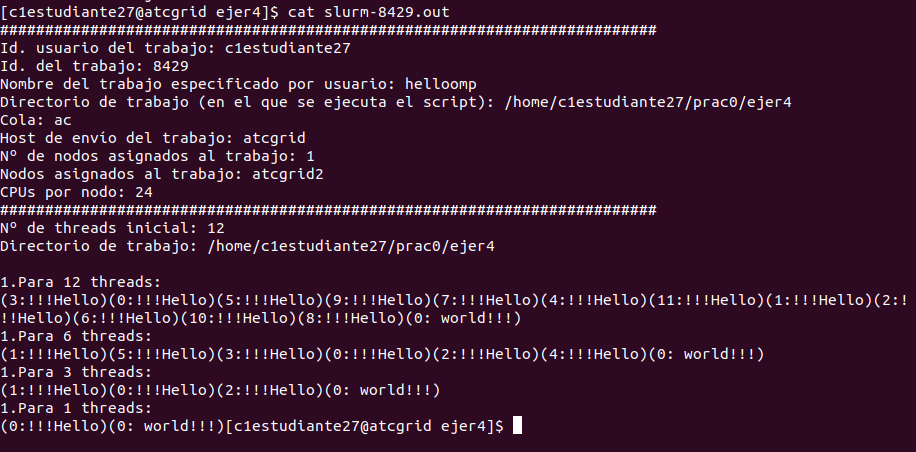 [c1estudiante27@atcgrid ejer4]$ cat slurm-8429.out
#########################################################################
Id. usuario del trabajo: c1estudiante27
Id. del trabajo: 8429
Nombre del trabajo especificado por usuario: helloomp
Directorio de trabajo (en el que se ejecuta el script): /home/c1estudiante27/prac0/ejer4
Cola: ac
Host de envío del trabajo: atcgrid
Nº de nodos asignados al trabajo: 1
Nodos asignados al trabajo: atcgrid2
CPUs por nodo: 24
#########################################################################
Nº de threads inicial: 12
Directorio de trabajo: /home/c1estudiante27/prac0/ejer4

1.Para 12 threads:
(3:!!!Hello)(0:!!!Hello)(5:!!!Hello)(9:!!!Hello)(7:!!!Hello)(4:!!!Hello)(11:!!!Hello)(1:!!!Hello)(2:!
!!Hello)(6:!!!Hello)(10:!!!Hello)(8:!!!Hello)(0: world!!!)
1.Para 6 threads:
(1:!!!Hello)(5:!!!Hello)(3:!!!Hello)(0:!!!Hello)(2:!!!Hello)(4:!!!Hello)(0: world!!!)
1.Para 3 threads:
(1:!!!Hello)(0:!!!Hello)(2:!!!Hello)(0: world!!!)
1.Para 1 threads:
(0:!!!Hello)(0: world!!!)[c1estudiante27@atcgrid ejer4]$